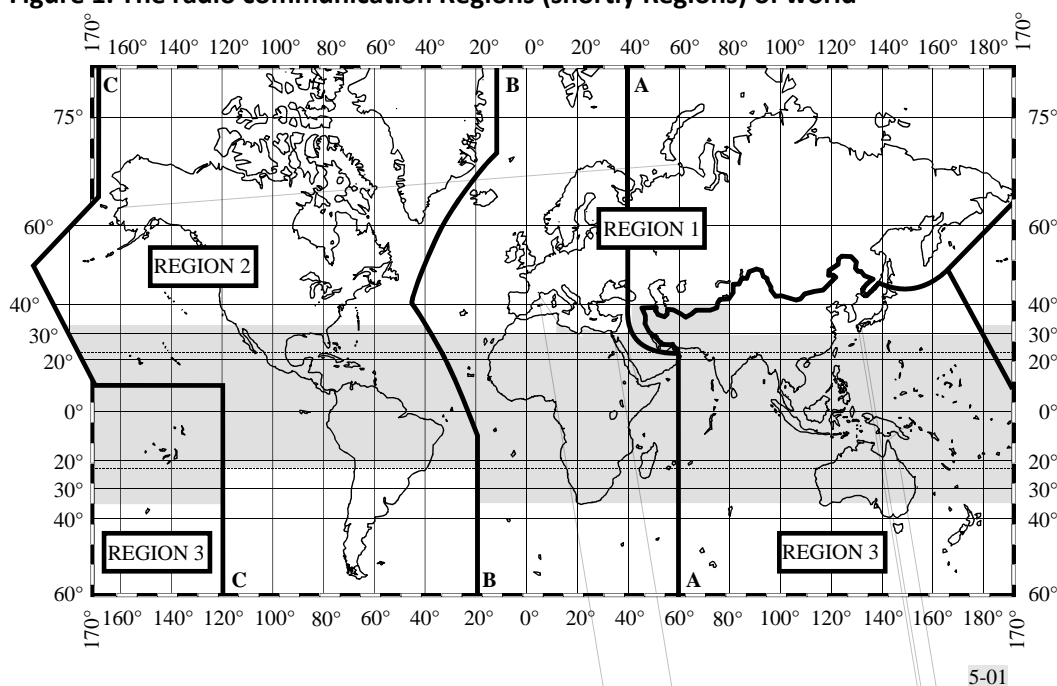 Figure 1. The radio communication Regions (shortly Regions) of world
170° 160° 140° 120° 100° 80° 60° 40° 20° 0° 20° 40° 60° 80° 100° 120° 140° 160° 180° 170°
C B A
75° 75°
REGION 1
60° 60°
REGION 2
40° 40°
30° 30°
20° 20°
0° 0°
20° 20°
30° 30°
40° 40°
REGION 3 REGION 3
C B A
60° 60°
170° 160° 140° 120° 100° 80° 60° 40° 20° 0° 20° 40° 60° 80° 100° 120° 140° 160° 180° 170°
5-01